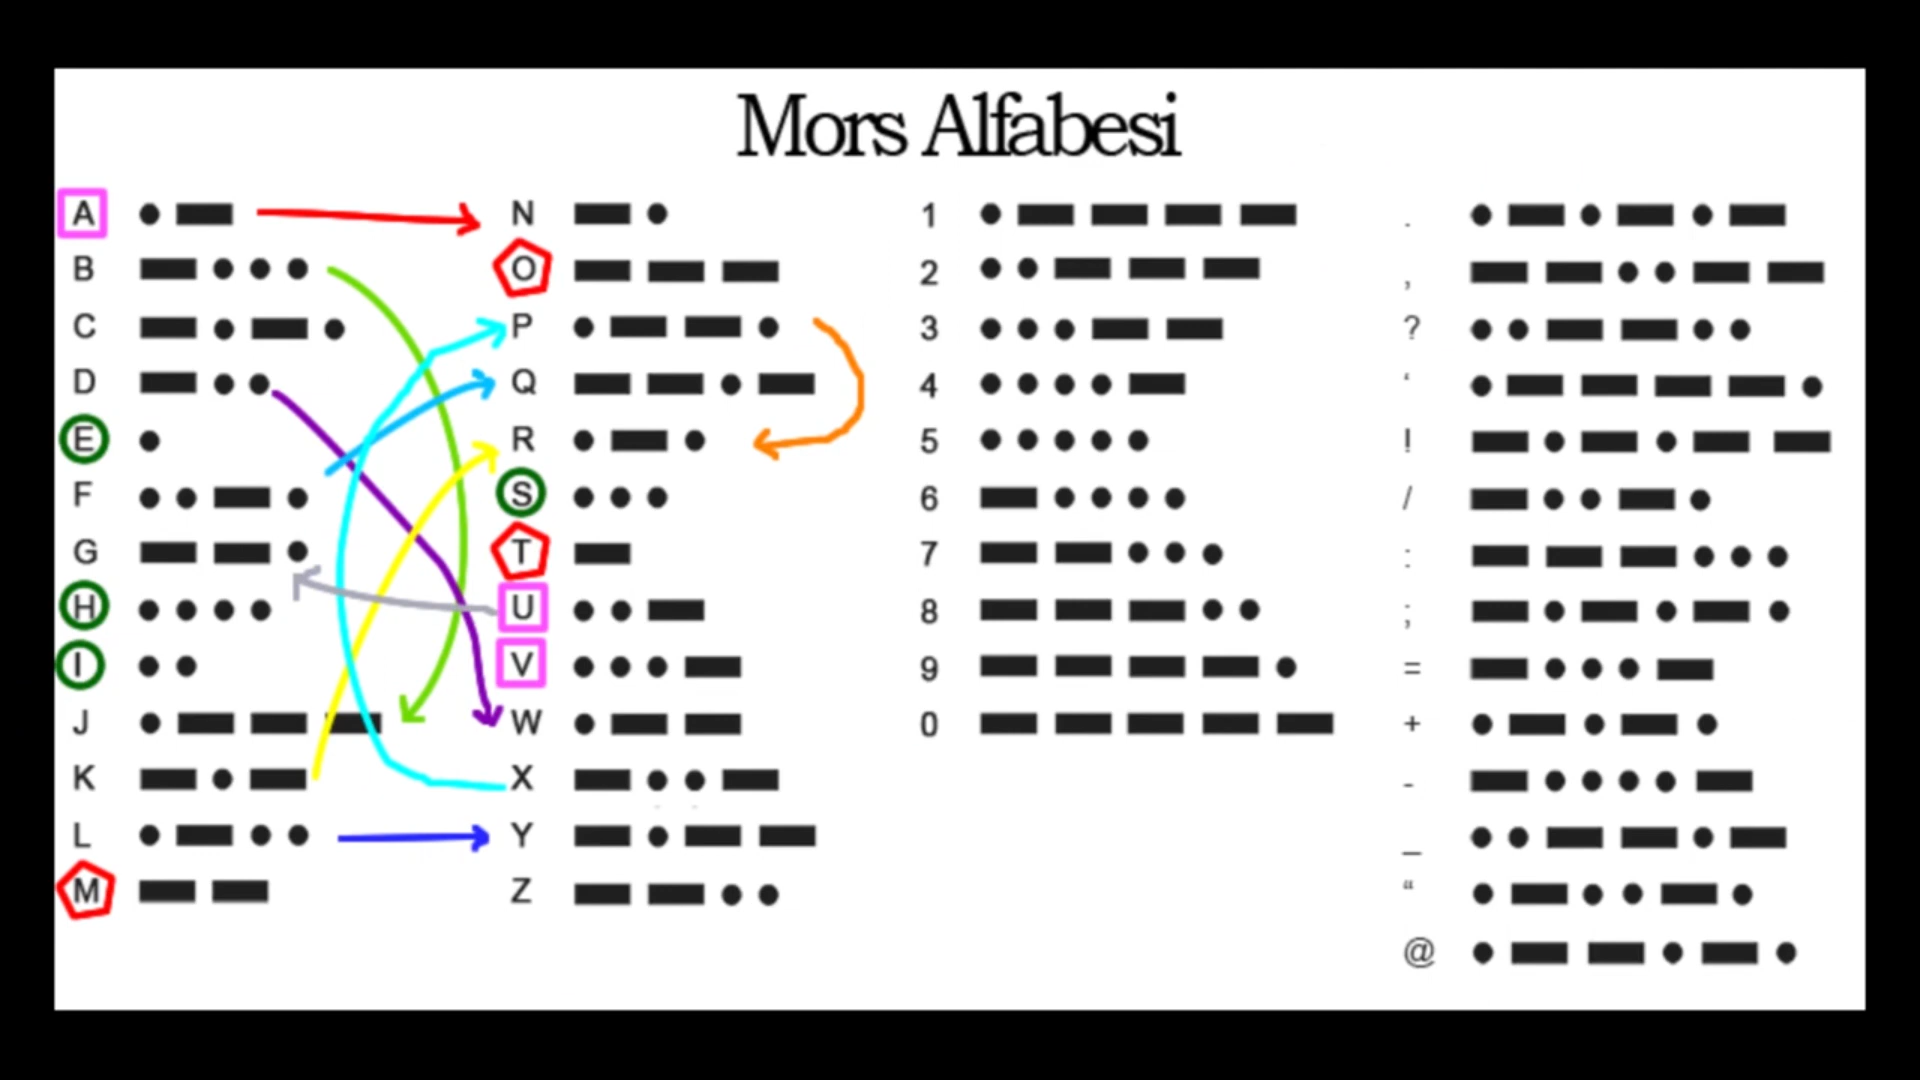 Mors Alfabesi
A •— N —• 1 •———— . •—•—•—
B —••• O ——— 2 ••——— , ——••——
C —•—• P •——• 3 •••—— ? ••——••
D —•• Q ——•— 4 ••••— ‘ •————•
E • R •—• 5 ••••• ! —•—•——
F ••—• S ••• 6 —•••• / —••—•
G ——• T — 7 ——••• : ———•••
H •••• U ••— 8 ———•• ; —•—•—•
I •• V •••— 9 ————• = —•••—
J •——— W •—— 0 ————— + •—•—•
K —•— X —••— - —••••—
L •—•• Y —•—— _ ••——•—
M —— Z ——•• “ •—••—•
@ •——•—•